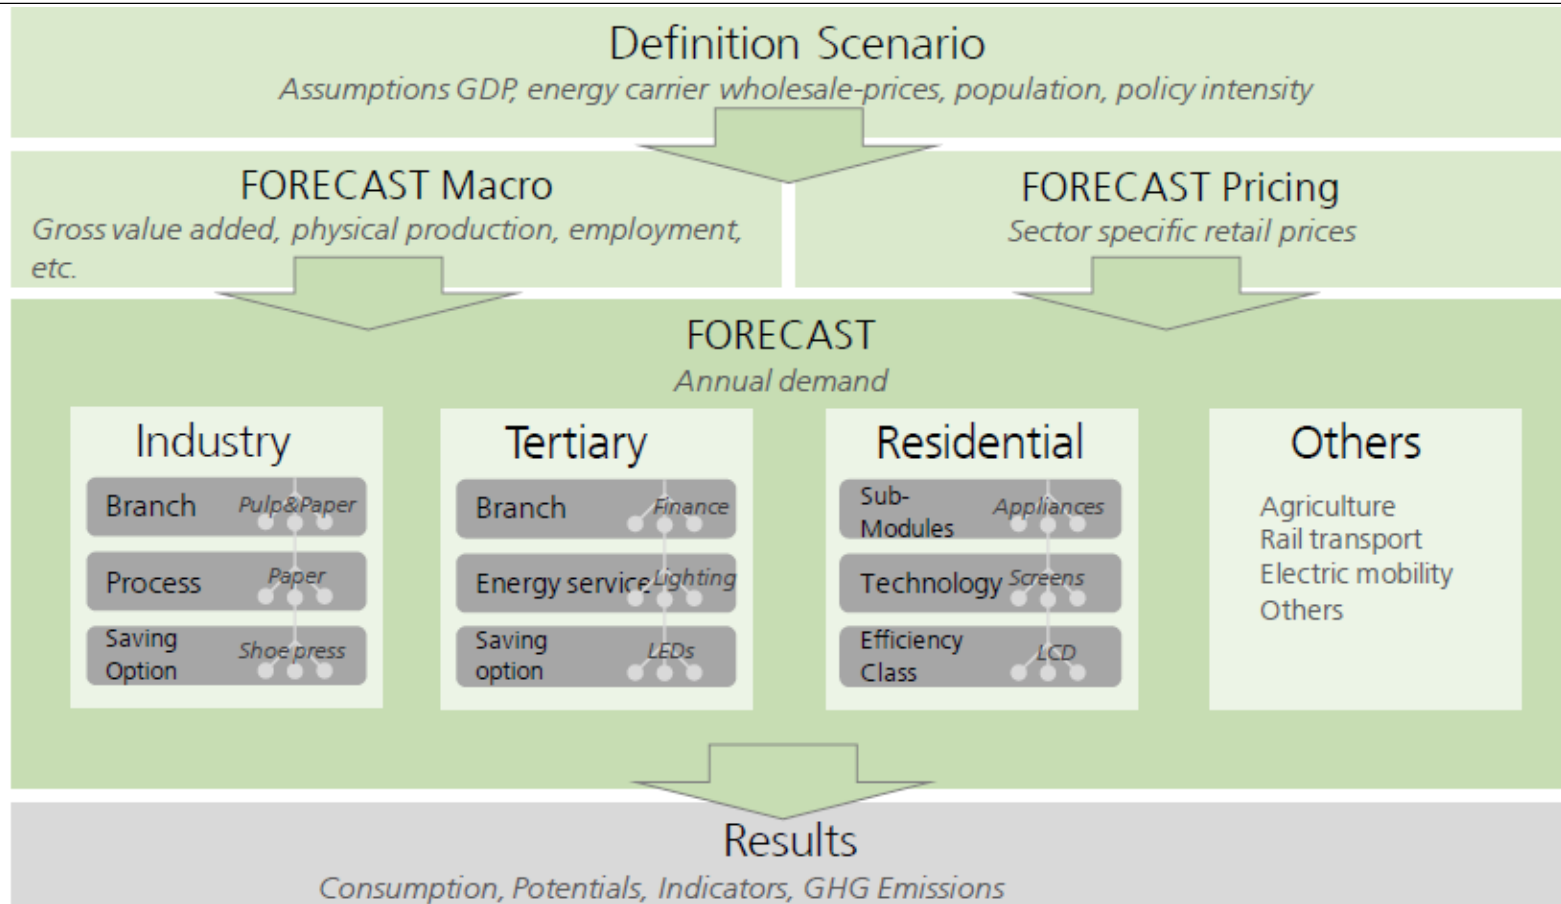 Definition Scenario
Assumptions GDP, energy carrier wholesale-prices, population, policy intensity
FORECAST Macro
Gross value added, physical production, employment,
etc.
FORECAST Pricing
Sector specific retail prices
FORECAST
Annual demand
Industry
Branch Pulp&Paper
Process Paper
Saving
Option
Shoe press
Tertiary
Branch Finance
Energy service Lighting
Saving
option
LEDs
Residential
Sub-
Modules
Appliances
Technology Screens
Efficiency
Class
LCD
Others
Agriculture
Rail transport
Electric mobility
Others
Results
Consumption, Potentials, Indicators, GHG Emissions